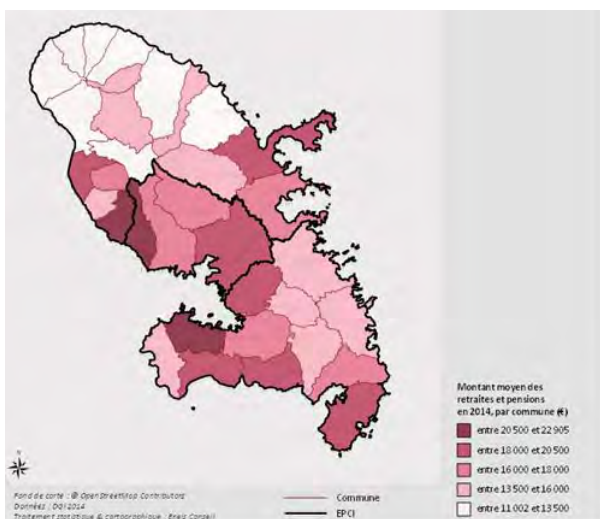 Montant moyen des
retraites et pensions
en 2014, par commune (€)
entre 20 500 et 22 905
entre 18 000 et 20 500
entre 16 000 et 18 000
entre 13 500 et 16 000
entre 11 002 et 13 500
N
Fond de carte : © OpenStreetMap Contributors
Données : DGI 2014
Traitement statistique & cartographique : Eneis Conseil
Commune
EPCI